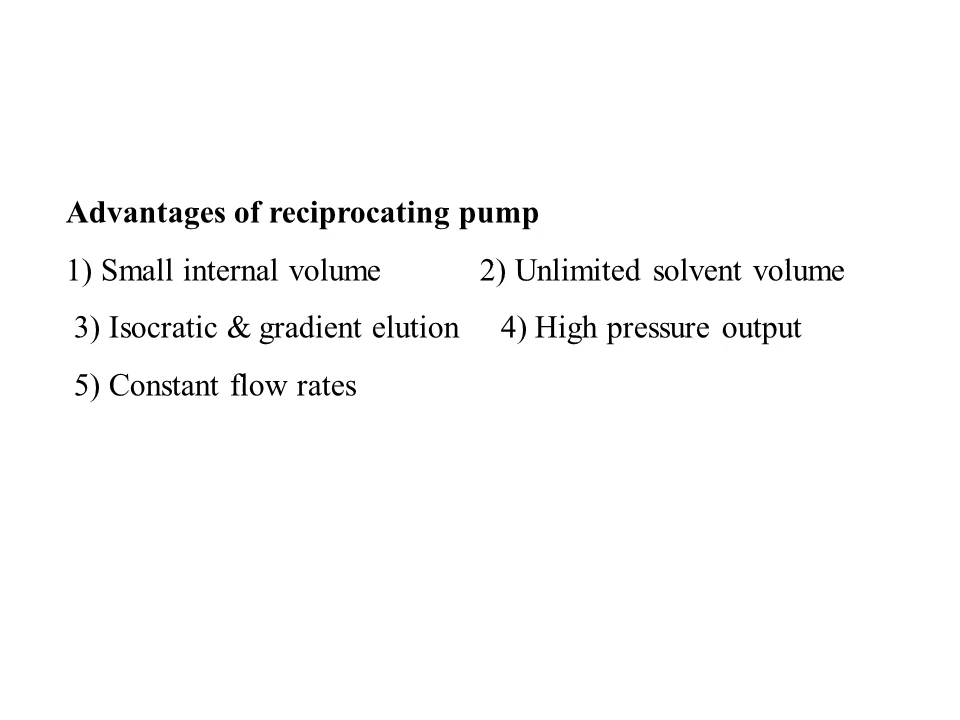 Advantages of reciprocating pump
1) Small internal volume 2) Unlimited solvent volume
3) Isocratic & gradient elution 4) High pressure output
5) Constant flow rates